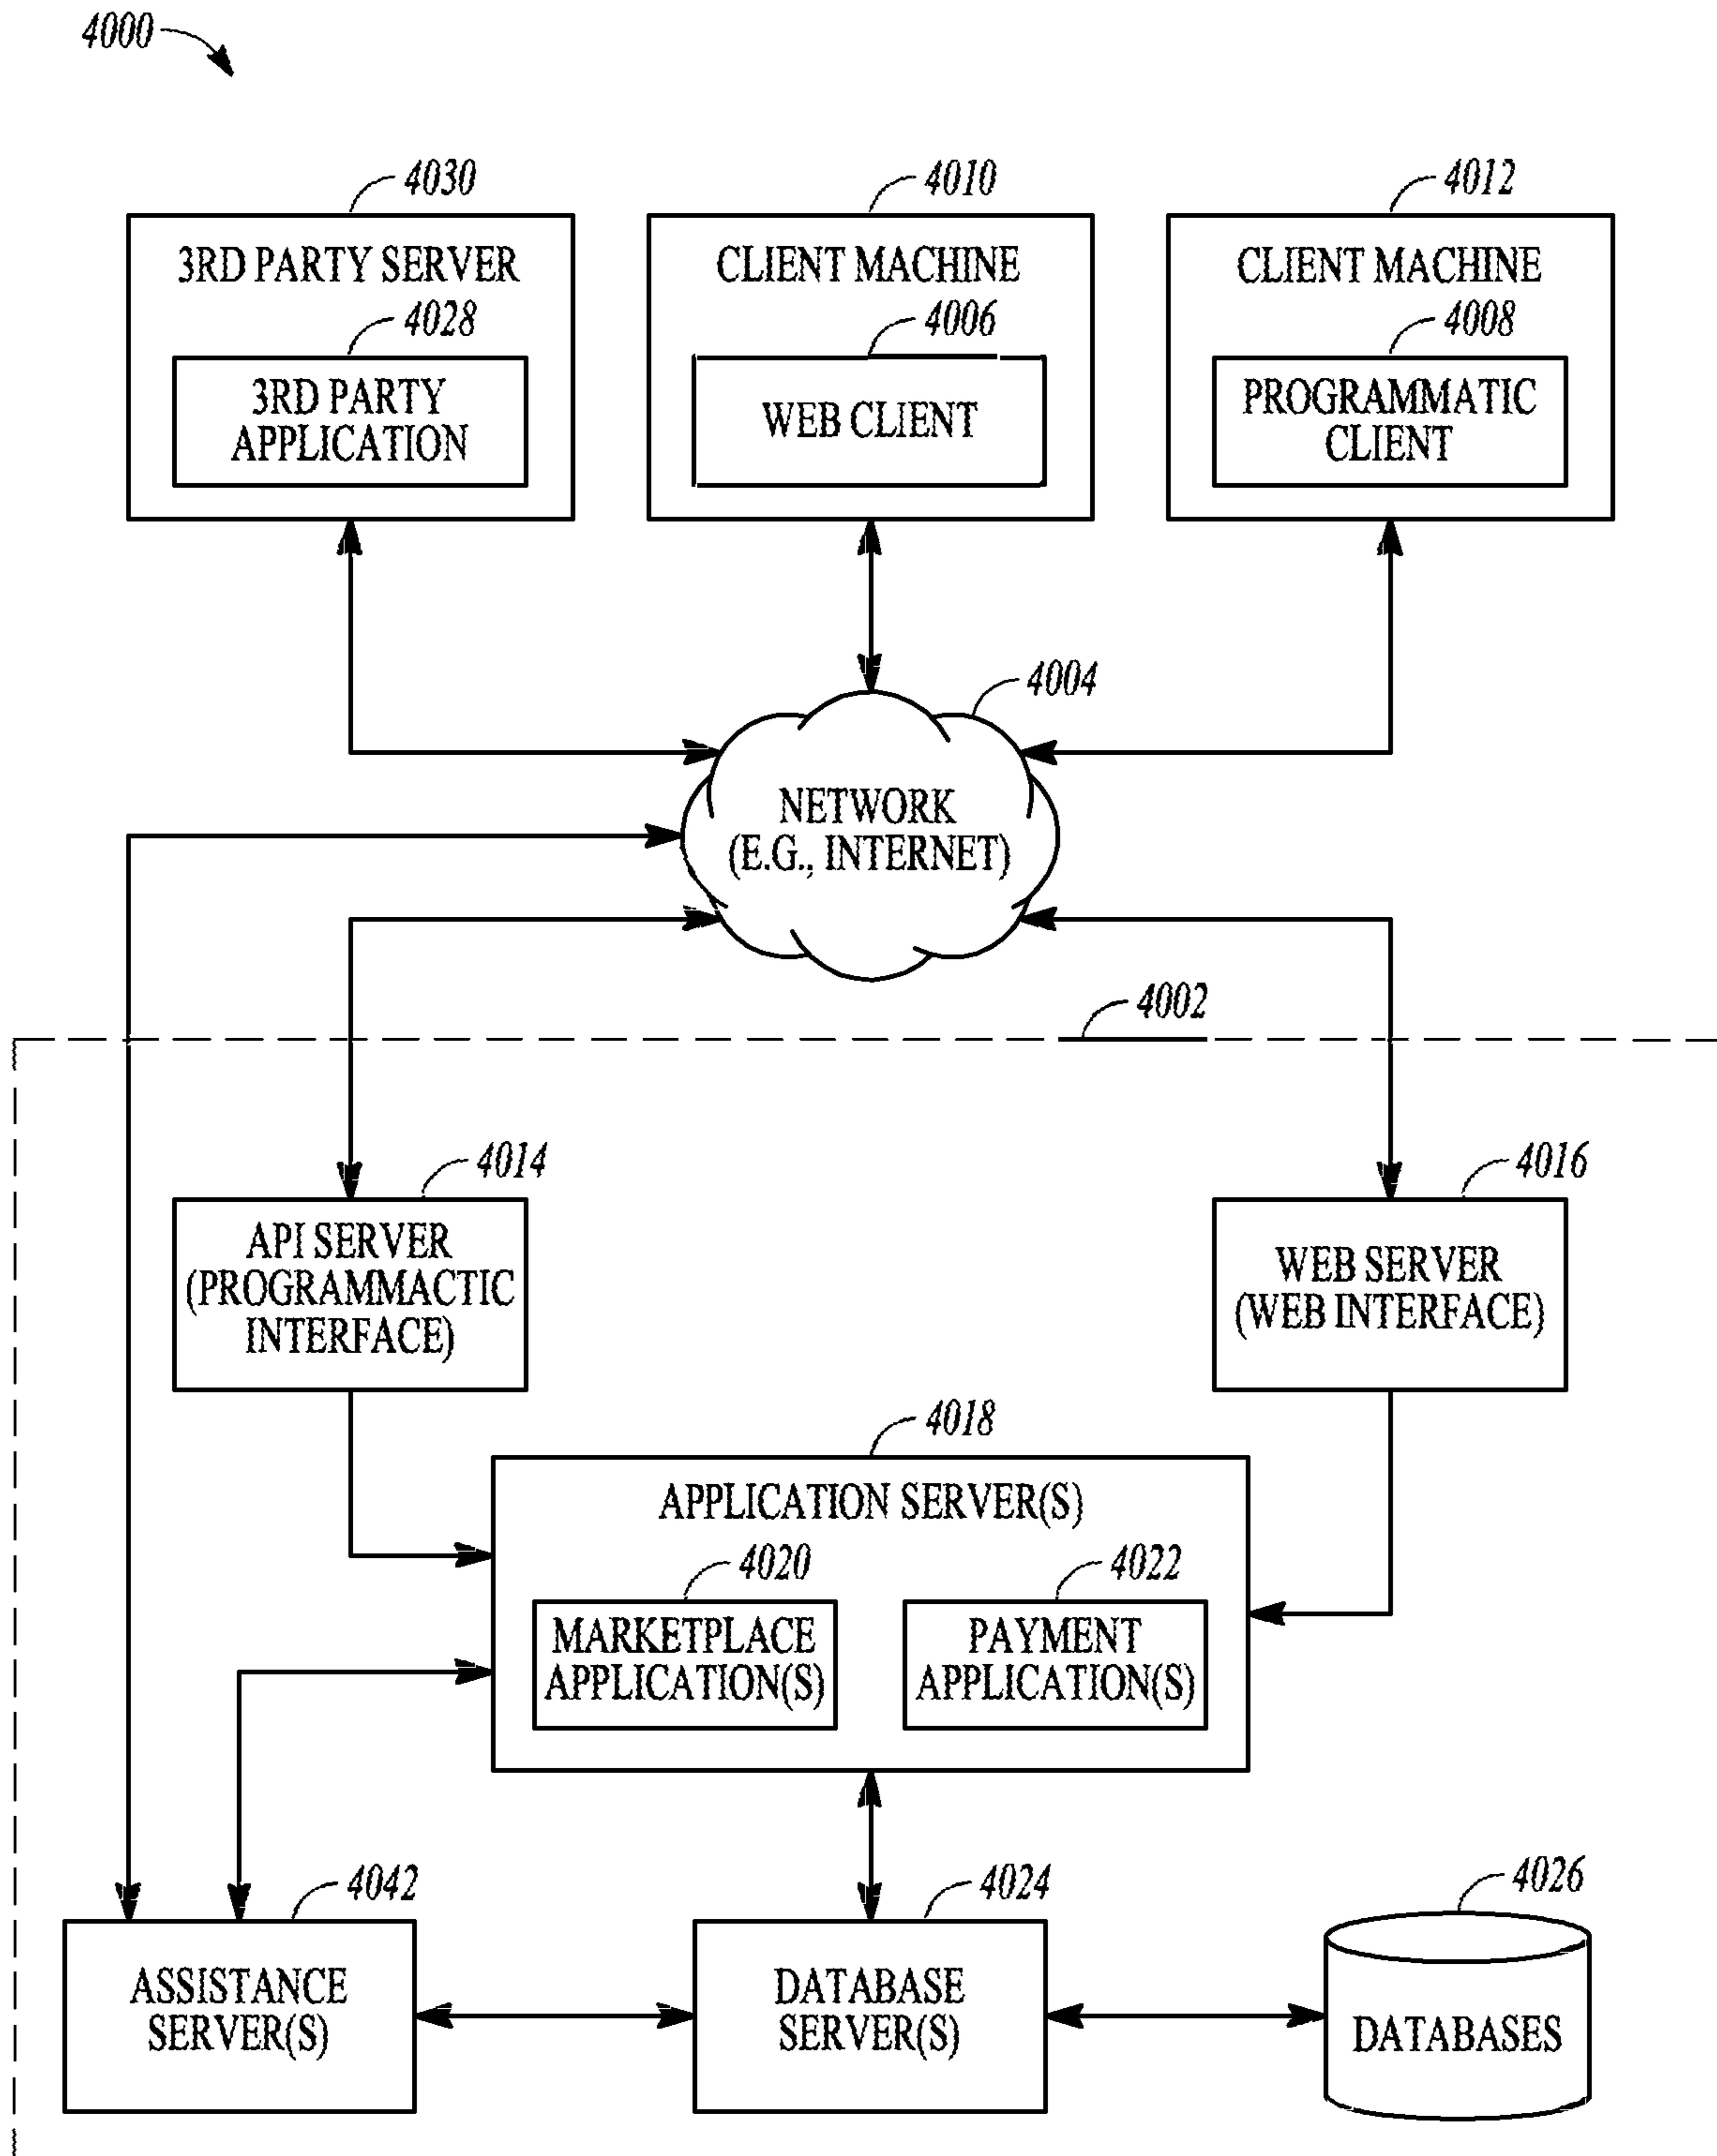 4000
4030
4010
4012
3RD PARTY SERVER
CLIENT MACHINE
CLIENT MACHINE
4028
4006
4008
3RD PARTY
APPLICATION
WEB CLIENT
PROGRAMMATIC
CLIENT
4004
NETWORK
(E.G., INTERNET)
4002
4014
4016
API SERVER
(PROGRAMMACTIC
INTERFACE)
WEB SERVER
(WEB INTERFACE)
4018
APPLICATION SERVER(S)
4020
4022
MARKETPLACE
APPLICATION(S)
PAYMENT
APPLICATION(S)
4042
4024
4026
ASSISTANCE
SERVER(S)
DATABASE
SERVER(S)
DATABASES